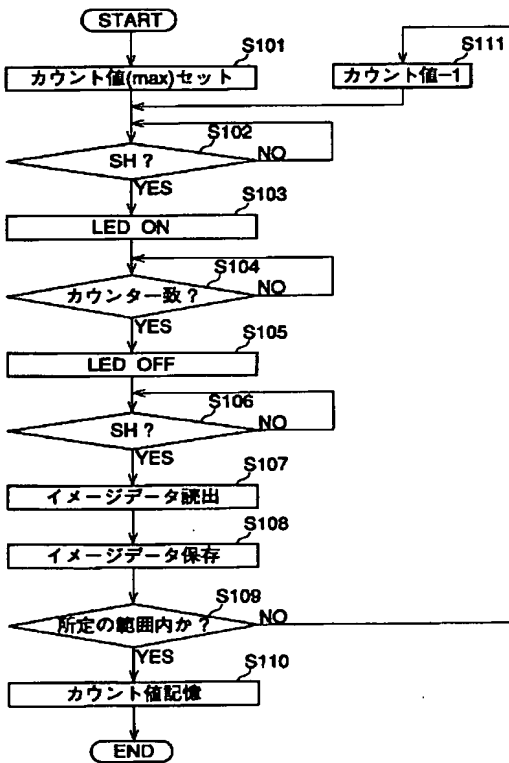 START
S101
カウント値(max)セット
S111
カウント値−1
S102
SH?
NO
YES
S103
LED ON
S104
カウンター致?
NO
YES
S105
LED OFF
S106
SH?
NO
YES
S107
イメージデータ読出
S108
イメージデータ保存
S109
所定の範囲内か?
NO
YES
S110
カウント値記憶
END